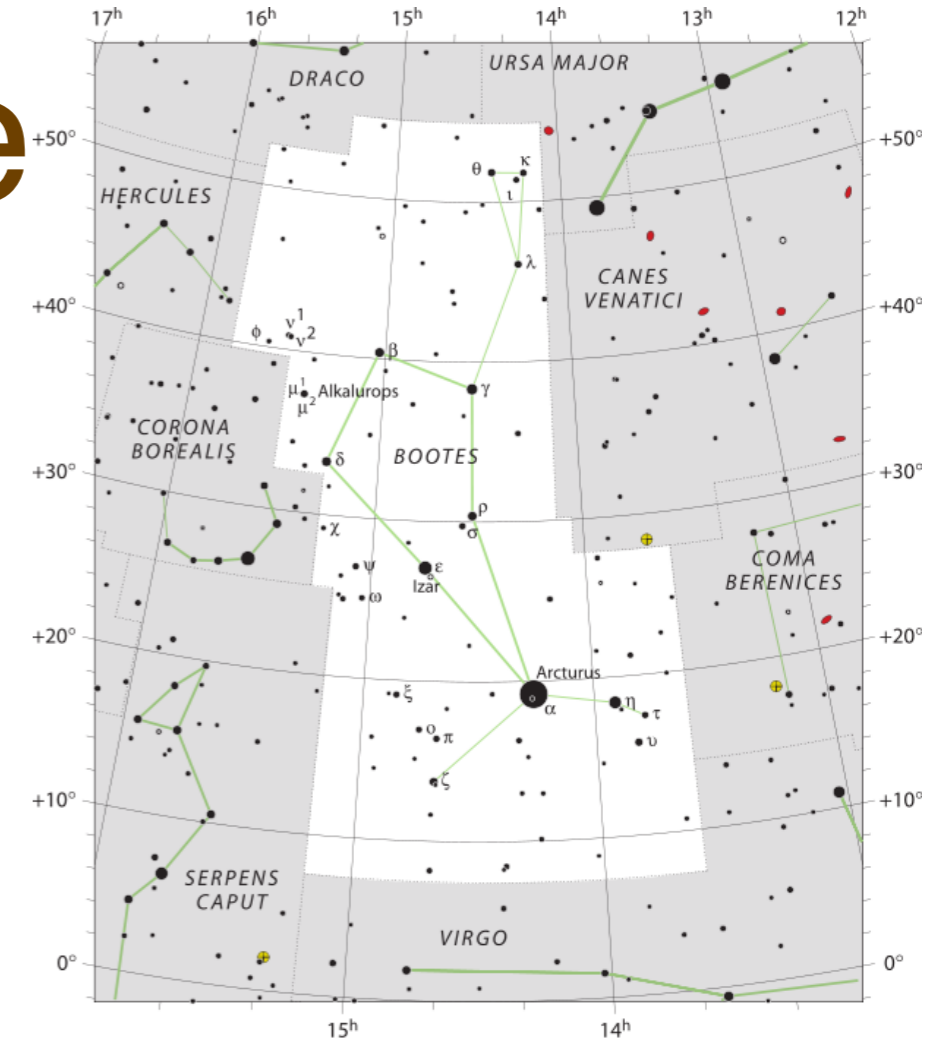 17h 16h 15h 14h 13h 12h
e
DRACO
URSA MAJOR
+50° +50°
HERCULES
θ κ
ι
λ
CANES
VENATICI
+40° +40°
ϕ ν1
ν2
β
μ1 Alkalurops
μ2
γ
CORONA
BOREALIS
BOOTES
δ
+30° +30°
ρ
σ
χ
COMA
BERENICES
ψ ε
Izar
ω
+20° +20°
Arcturus
ξ α η τ
ο π υ
ζ
+10° +10°
SERPENS
CAPUT
VIRGO
0° 0°
15h 14h